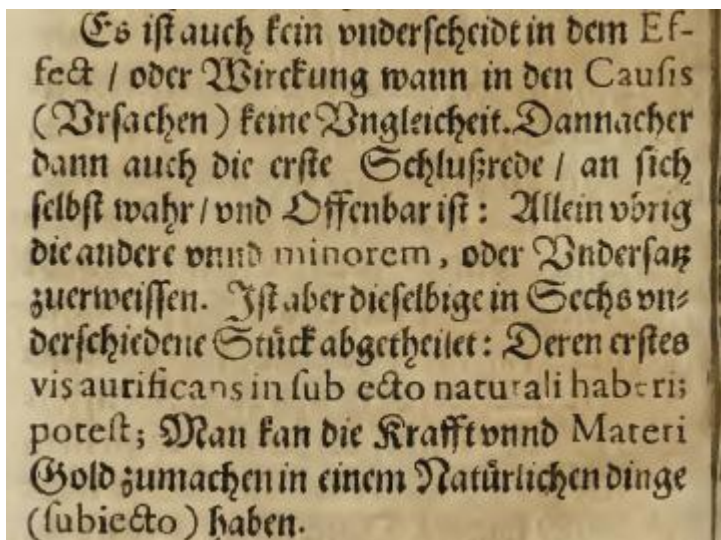 Es iſt auch kein vnderſcheidt in dem Ef-
fect / oder Wirckung wann in den Cauſis
(Vrſachen) keine Vngleicheit. Dannacher
dann auch die erſte Schlußrede / an ſich
ſelbſt wahr / vnd Offenbar iſt: Allein vbrig
die andere vnnd minorem, oder Vnderſatz
zuerweiſſen. Iſt aber dieſelbige in Sechs vn⸗
derſchiedene Stück abgetheilet: Deren erſtes
vis aurificans in ſub ecto naturali haberi;
poteſt; Man kan die Krafft vnnd Materi
Gold zumachen in einem Natürlichen dinge
(ſubiecto) haben.